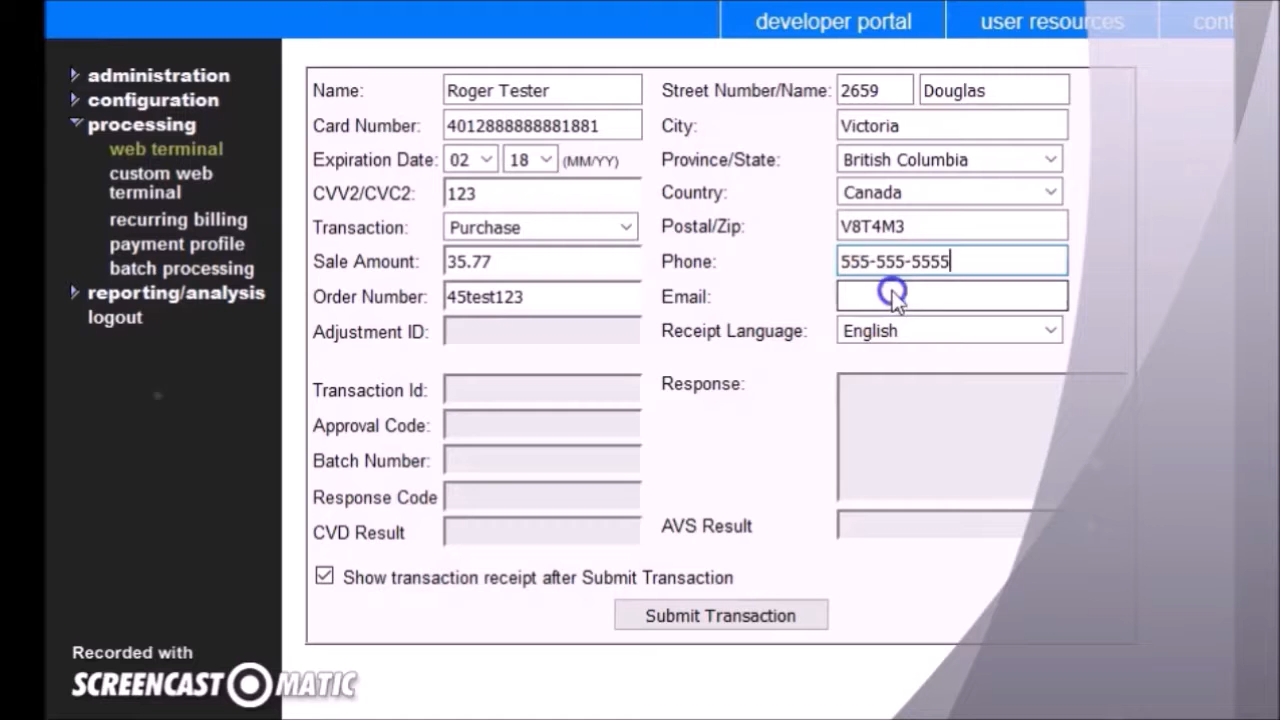 developer portal
user resources
cont
administration
configuration
processing
web terminal
custom web
terminal
recurring billing
payment profile
batch processing
reporting/analysis
logout
Name: Roger Tester
Card Number: 4012888888881881
Expiration Date: 02 18 (MM/YY)
CVV2/CVC2: 123
Transaction: Purchase
Sale Amount: 35.77
Order Number: 45test123
Adjustment ID:
Transaction Id:
Approval Code:
Batch Number:
Response Code
CVD Result
Street Number/Name: 2659 Douglas
City: Victoria
Province/State: British Columbia
Country: Canada
Postal/Zip: V8T4M3
Phone: 555-555-5555
Email:
Receipt Language: English
Response:
AVS Result
Show transaction receipt after Submit Transaction
Submit Transaction
Recorded with
SCREENCAST MATIC